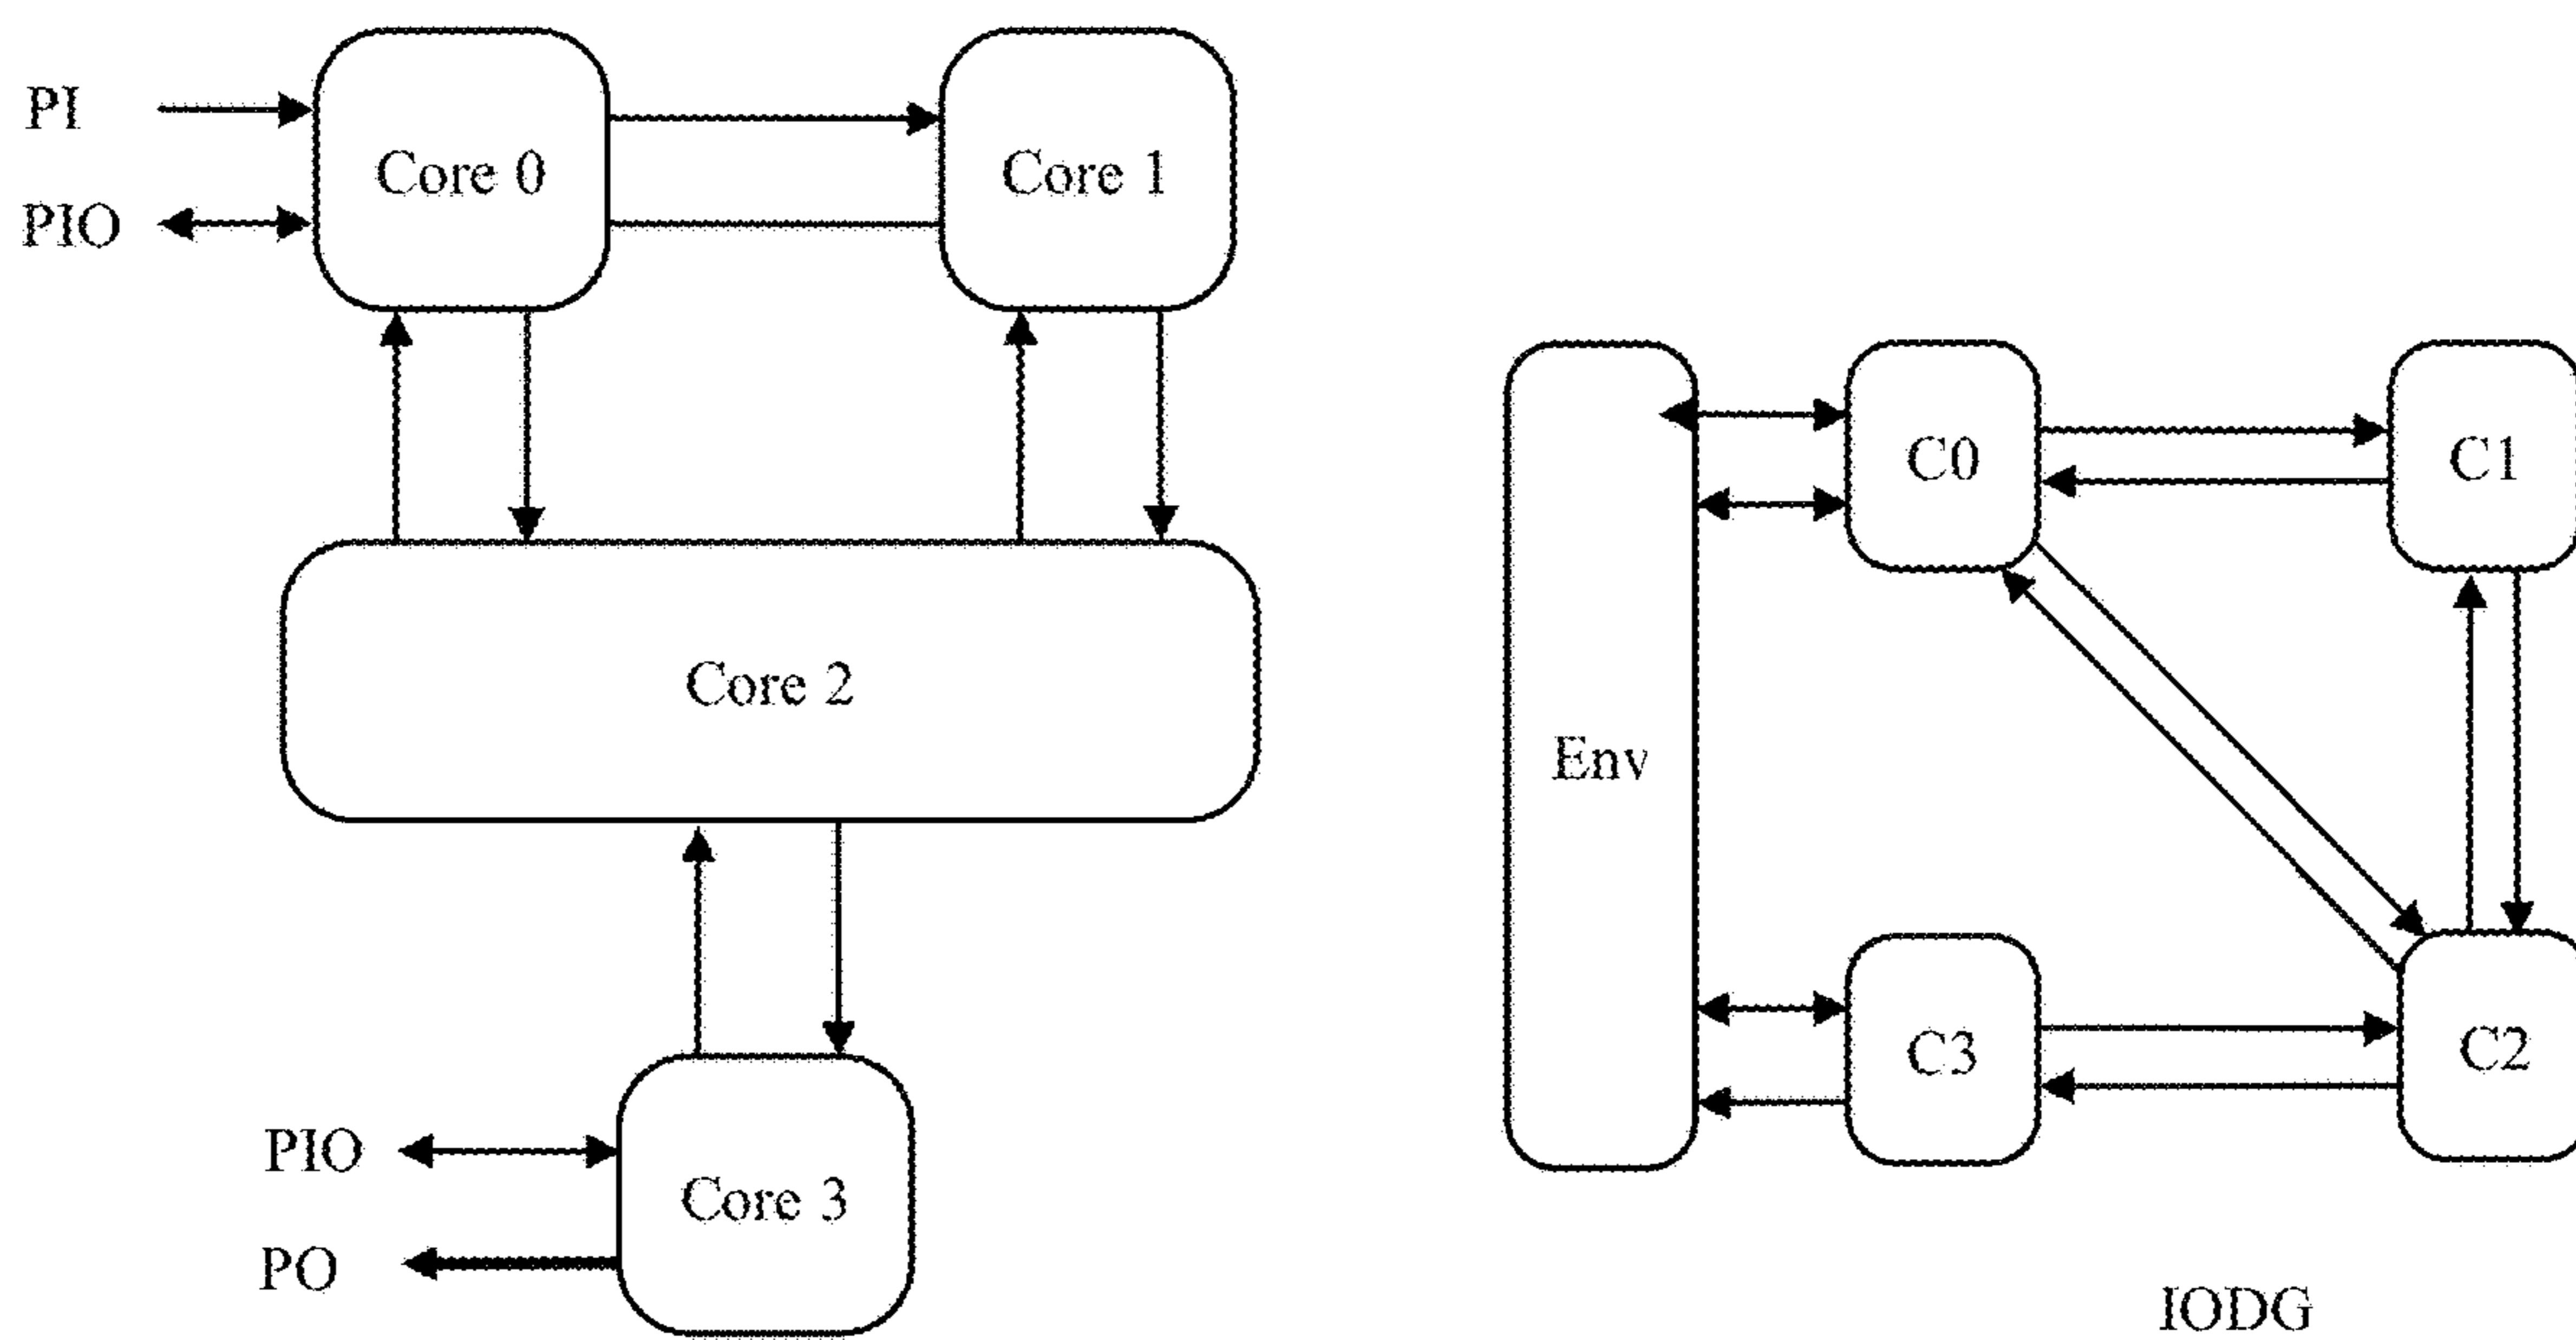 PI
Core 0
Core 1
PIO
Core 2
PIO
Core 3
PO
C0
C1
Env
C3
C2
IODG